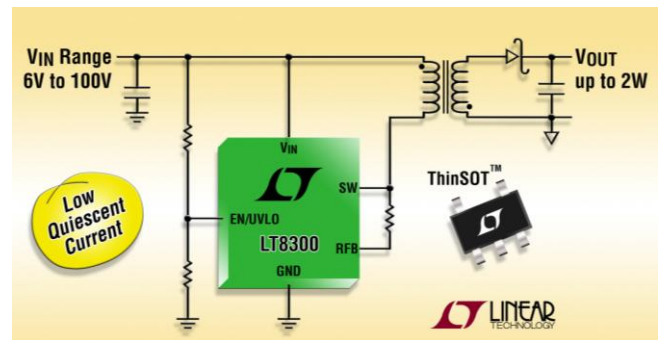 VIN Range
6V to 100V
VOUT
up to 2W
VIN
SW
ThinSOT™
Low
Quiescent
Current
EN/UVLO
LT8300
RFB
GND
LINEAR
TECHNOLOGY